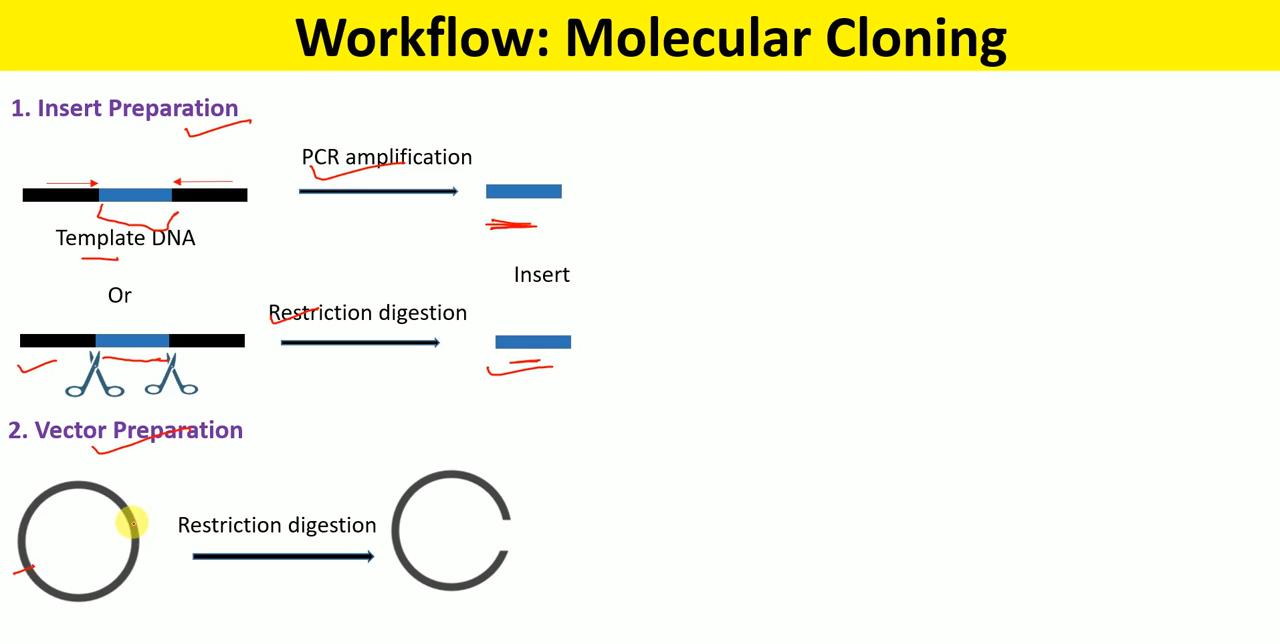 Workflow: Molecular Cloning
1. Insert Preparation
PCR amplification
Template DNA
Insert
Or
Restriction digestion
2. Vector Preparation
Restriction digestion